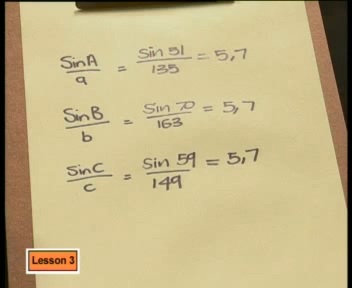 SinA/a = Sin 51/135 = 5,7
SinB/b = Sin 70/163 = 5,7
SinC/c = Sin 59/149 = 5,7
Lesson 3